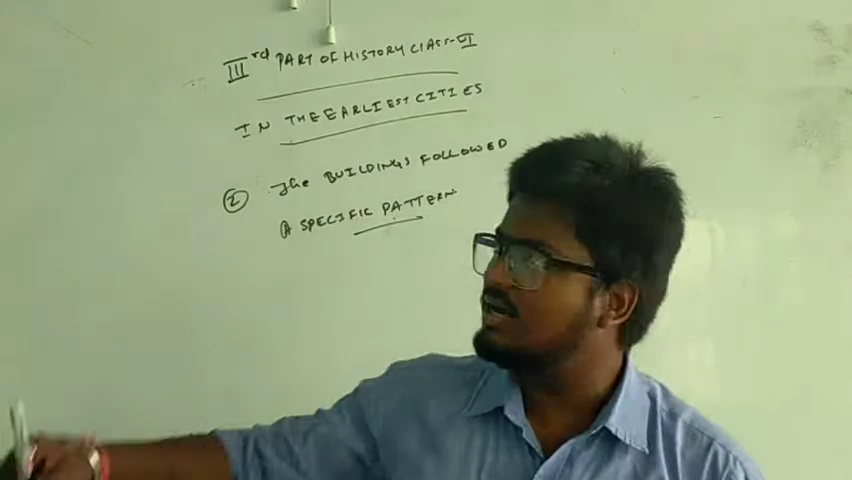 IIIrd PART OF HISTORY CLASS-VI
IN THE EARLIEST CITIES
① The BUILDINGS FOLLOWED
A SPECIFIC PATTERN.